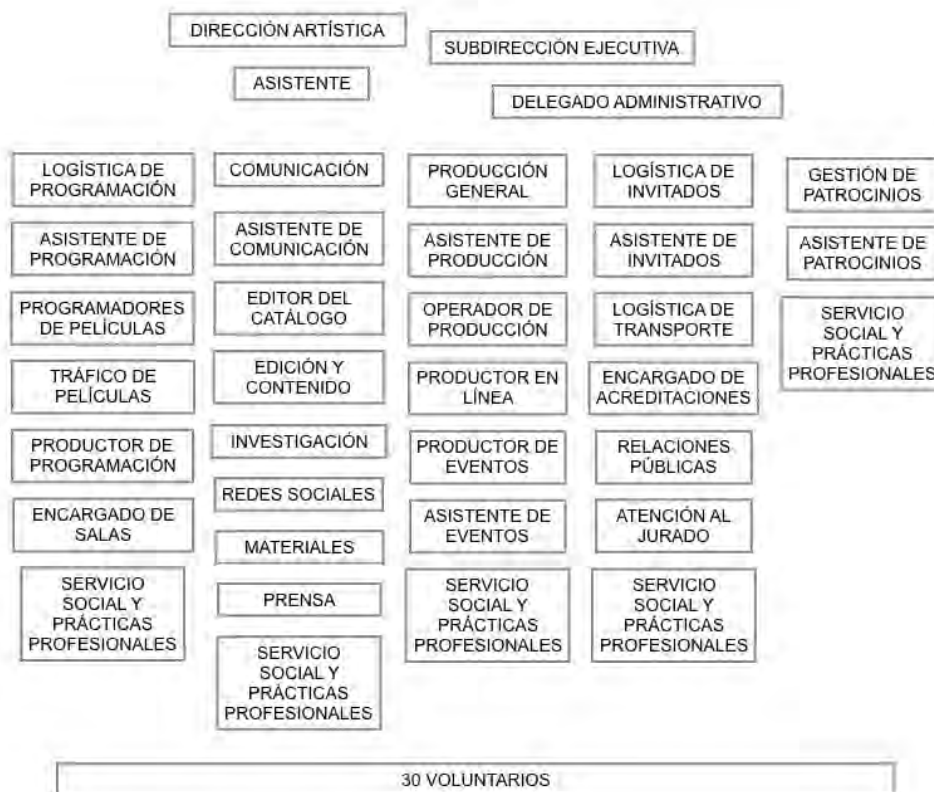 DIRECCIÓN ARTÍSTICA
SUBDIRECCIÓN EJECUTIVA
ASISTENTE
DELEGADO ADMINISTRATIVO
LOGÍSTICA DE
PROGRAMACIÓN
ASISTENTE DE
PROGRAMACIÓN
PROGRAMADORES
DE PELÍCULAS
TRÁFICO DE
PELÍCULAS
PRODUCTOR DE
PROGRAMACIÓN
ENCARGADO DE
SALAS
SERVICIO
SOCIAL Y
PRÁCTICAS
PROFESIONALES
COMUNICACIÓN
ASISTENTE DE
COMUNICACIÓN
EDITOR DEL
CATÁLOGO
EDICIÓN Y
CONTENIDO
INVESTIGACIÓN
REDES SOCIALES
MATERIALES
PRENSA
SERVICIO
SOCIAL Y
PRÁCTICAS
PROFESIONALES
PRODUCCIÓN
GENERAL
ASISTENTE DE
PRODUCCIÓN
OPERADOR DE
PRODUCCIÓN
PRODUCTOR EN
LÍNEA
PRODUCTOR DE
EVENTOS
ASISTENTE DE
EVENTOS
SERVICIO
SOCIAL Y
PRÁCTICAS
PROFESIONALES
LOGÍSTICA DE
INVITADOS
ASISTENTE DE
INVITADOS
LOGÍSTICA DE
TRANSPORTE
ENCARGADO DE
ACREDITACIONES
RELACIONES
PÚBLICAS
ATENCIÓN AL
JURADO
SERVICIO
SOCIAL Y
PRÁCTICAS
PROFESIONALES
GESTIÓN DE
PATROCINIOS
ASISTENTE DE
PATROCINIOS
SERVICIO
SOCIAL Y
PRÁCTICAS
PROFESIONALES
30 VOLUNTARIOS